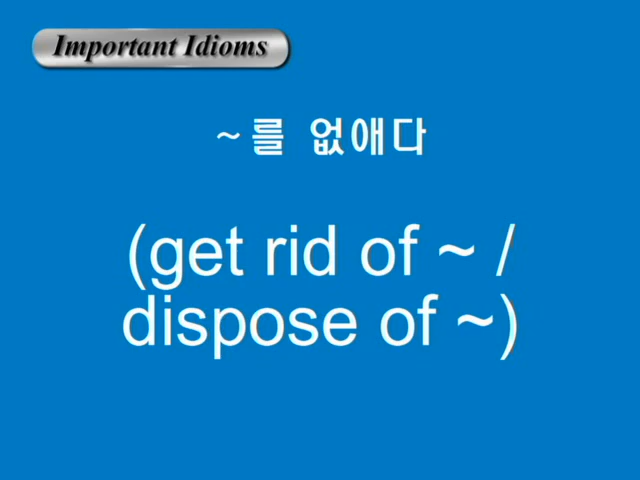 Important Idioms
~를 없애다
(get rid of ~ /
dispose of ~)